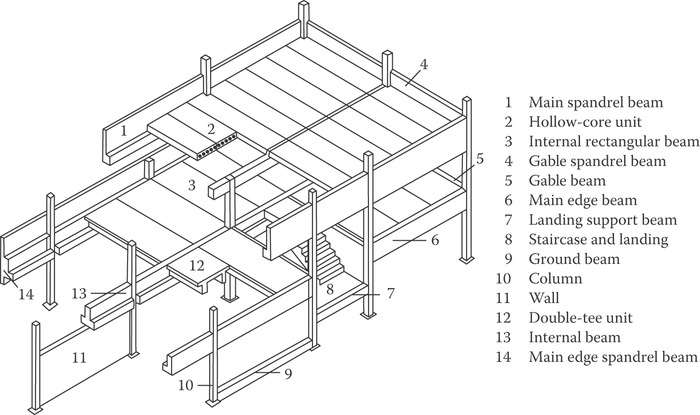 4
1
2
5
3
6
12
14
13
8
7
11
10
9
1 Main spandrel beam
2 Hollow-core unit
3 Internal rectangular beam
4 Gable spandrel beam
5 Gable beam
6 Main edge beam
7 Landing support beam
8 Staircase and landing
9 Ground beam
10 Column
11 Wall
12 Double-tee unit
13 Internal beam
14 Main edge spandrel beam